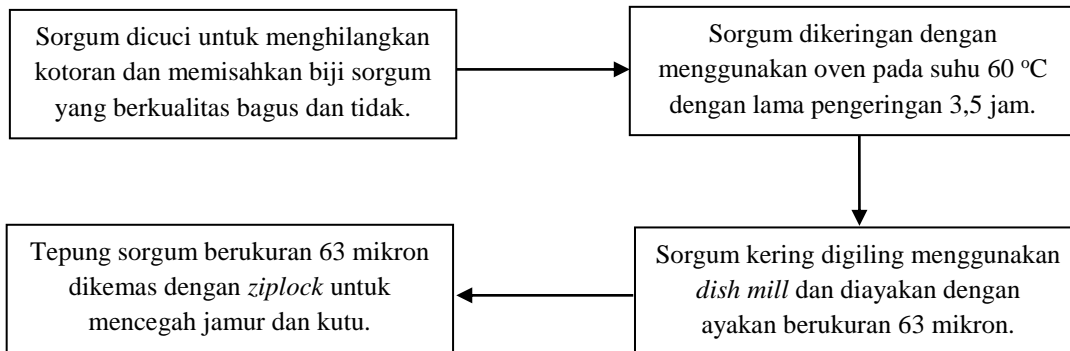 Sorgum dicuci untuk menghilangkan
kotoran dan memisahkan biji sorgum
yang berkualitas bagus dan tidak.
Sorgum dikeringan dengan
menggunakan oven pada suhu 60 °C
dengan lama pengeringan 3,5 jam.
Sorgum kering digiling menggunakan
dish mill dan diayakan dengan
ayakan berukuran 63 mikron.
Tepung sorgum berukuran 63 mikron
dikemas dengan ziplock untuk
mencegah jamur dan kutu.